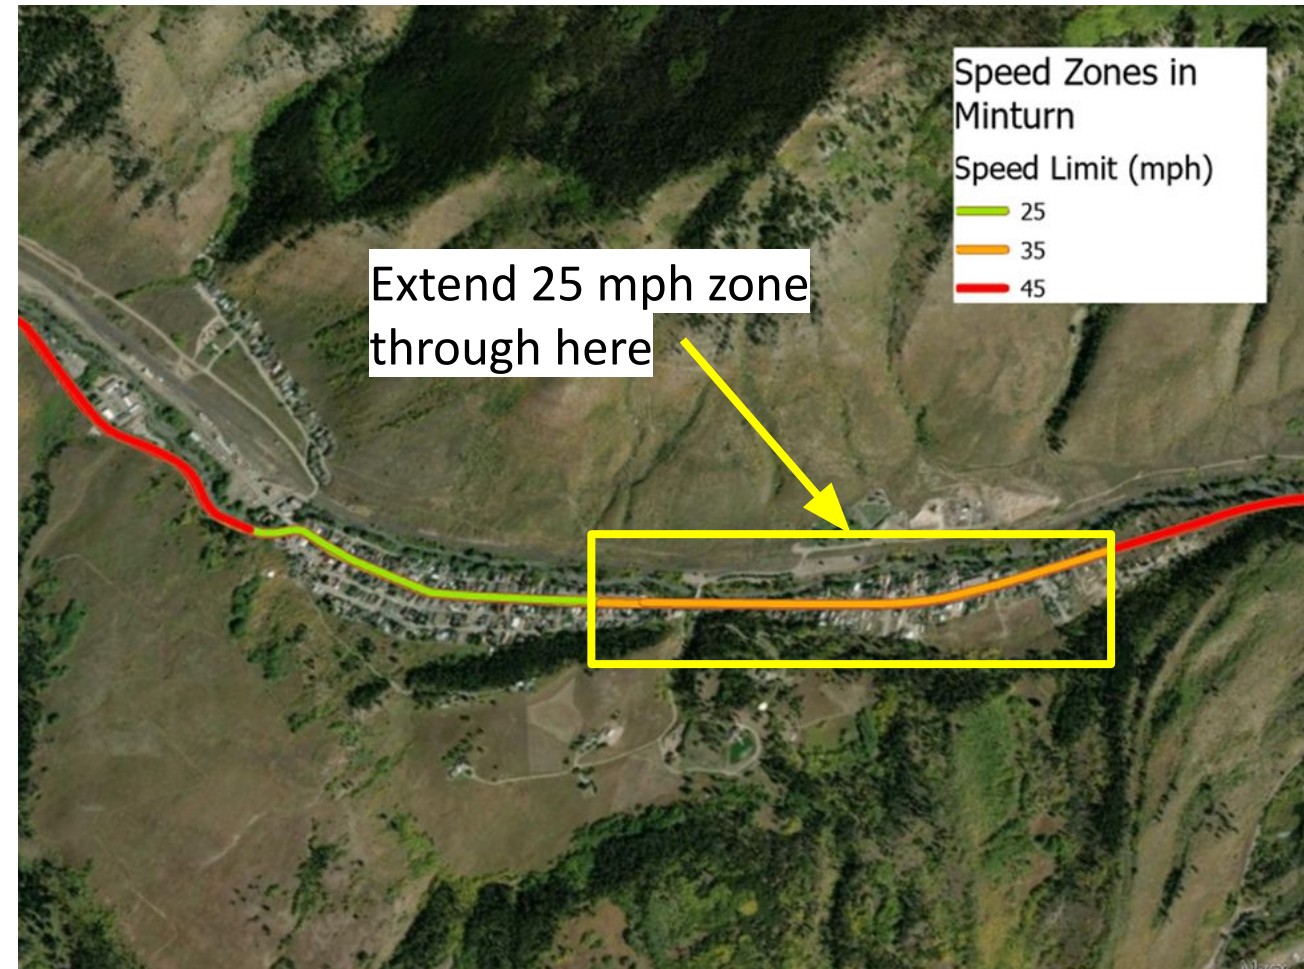 Speed Zones in
Minturn
Speed Limit (mph)
25
35
45
Extend 25 mph zone
through here